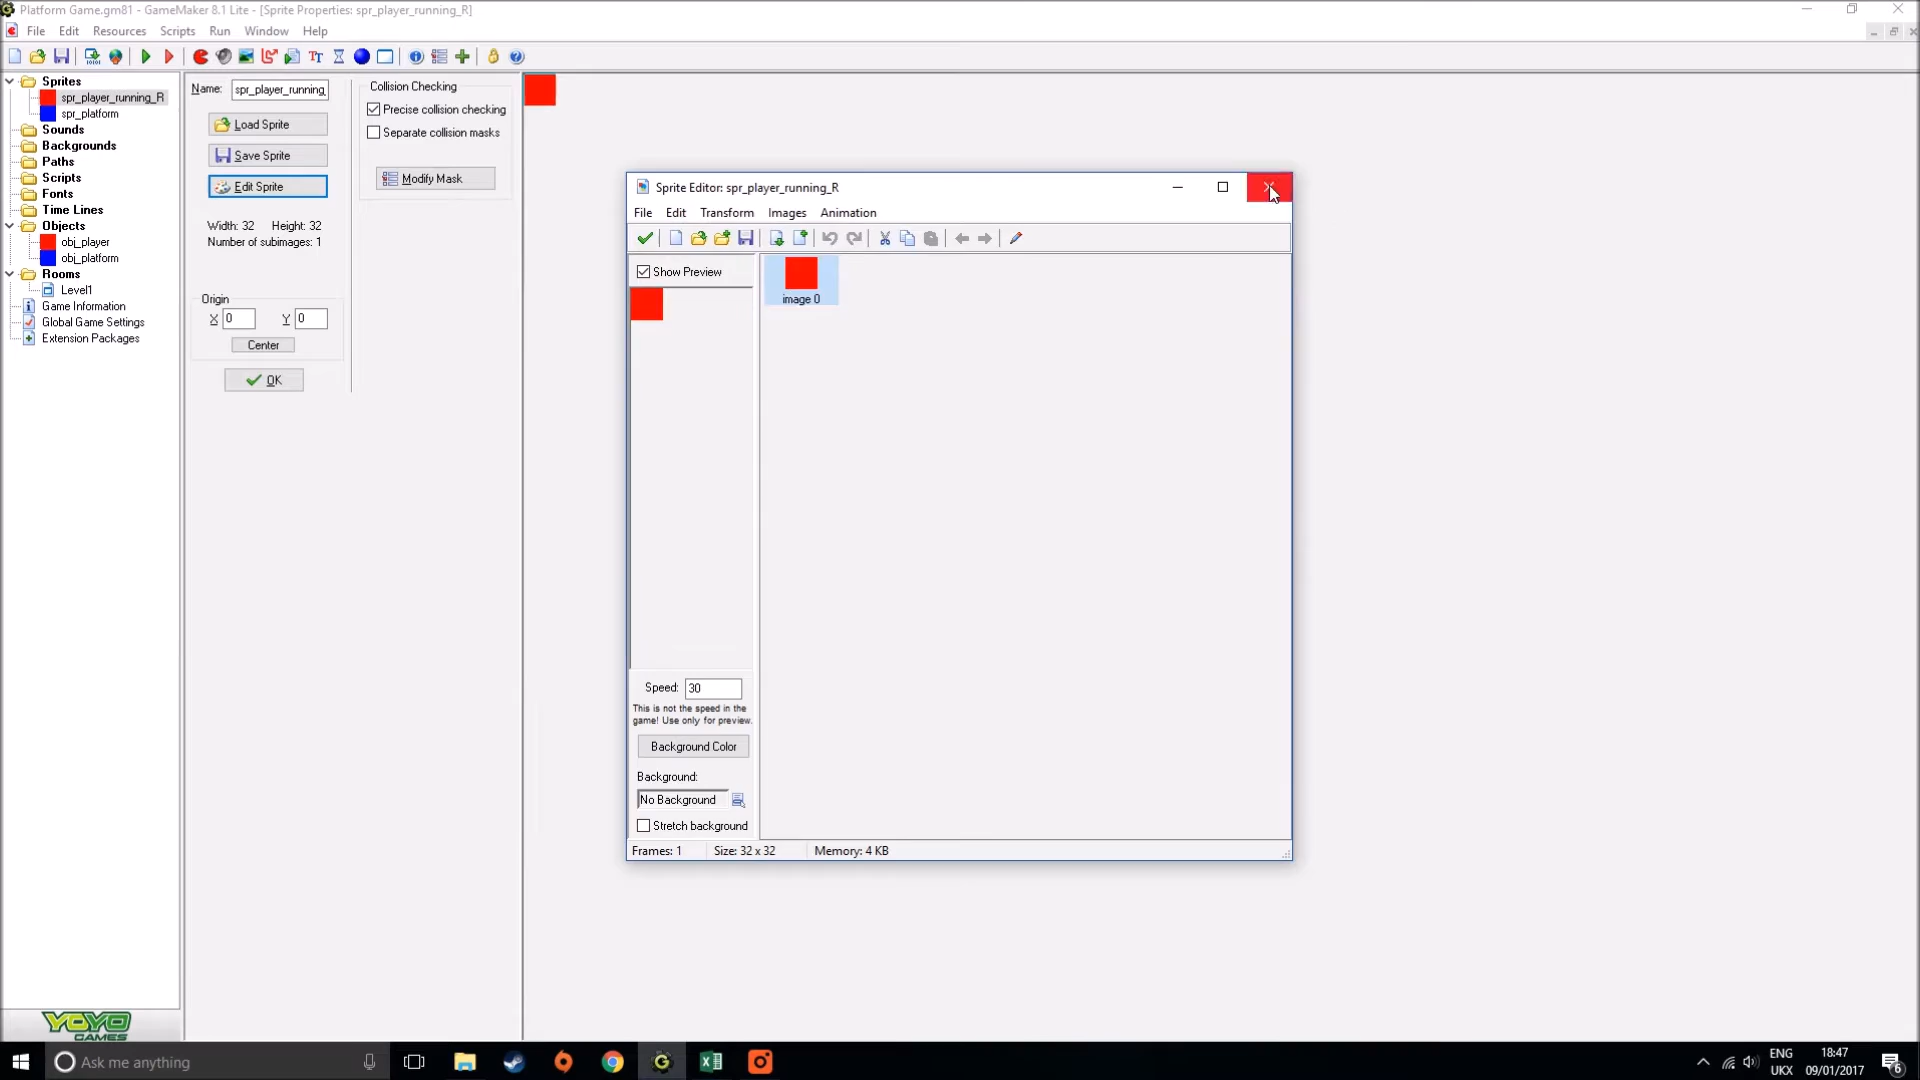 Platform Game.gm81 - GameMaker 8.1 Lite - [Sprite Properties: spr_player_running_R]
File Edit Resources Scripts Run Window Help
Sprites
spr_player_running_R
spr_platform
Sounds
Backgrounds
Paths
Scripts
Fonts
Time Lines
Objects
obj_player
obj_platform
Rooms
Level1
Game Information
Global Game Settings
Extension Packages
YOYO
GAMES
Name: spr_player_running_
Load Sprite
Save Sprite
Edit Sprite
Width: 32 Height: 32
Number of subimages: 1
Origin
X 0 Y 0
Center
OK
Collision Checking
Precise collision checking
Separate collision masks
Modify Mask
Sprite Editor: spr_player_running_R
File Edit Transform Images Animation
Show Preview
image 0
Speed: 30
This is not the speed in the
game! Use only for preview.
Background Color
Background:
No Background
Stretch background
Frames: 1 Size: 32 x 32 Memory: 4 KB
Ask me anything
ENG
UKX
18:47
09/01/2017
6